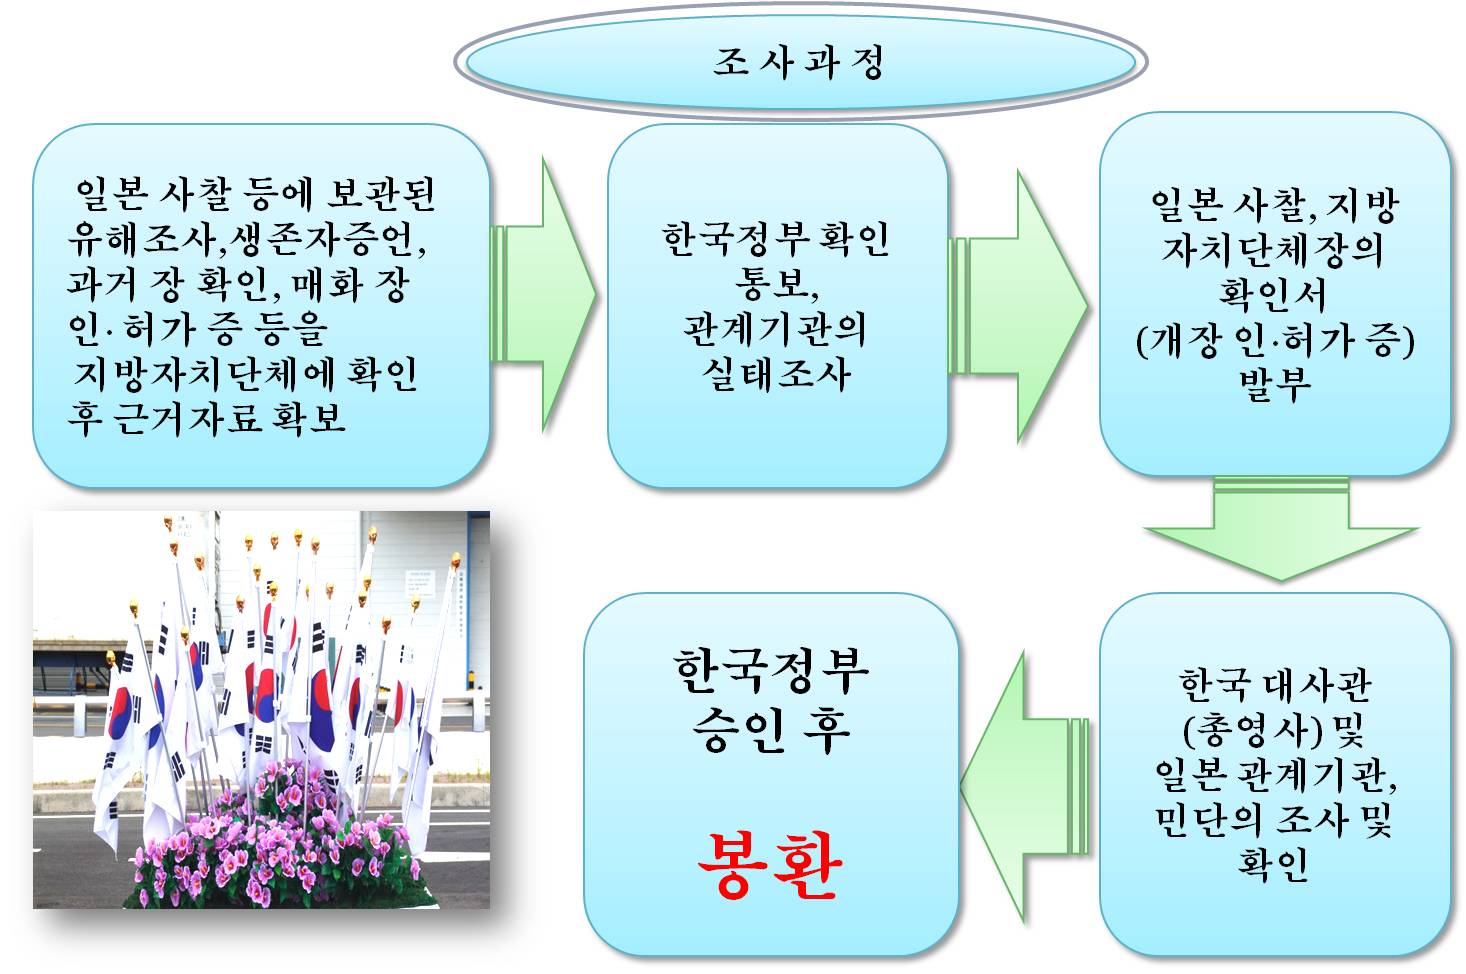 조 사 과 정
일본 사찰 등에 보관된
유해조사,생존자증언,
과거 장 확인, 매화 장
인· 허가 증 등을
지방자치단체에 확인
후 근거자료 확보
한국정부 확인
통보,
관계기관의
실태조사
일본 사찰, 지방
자치단체장의
확인서
(개장 인·허가 증)
발부
한국 대사관
(총영사) 및
일본 관계기관,
민단의 조사 및
확인
한국정부
승인 후
봉환